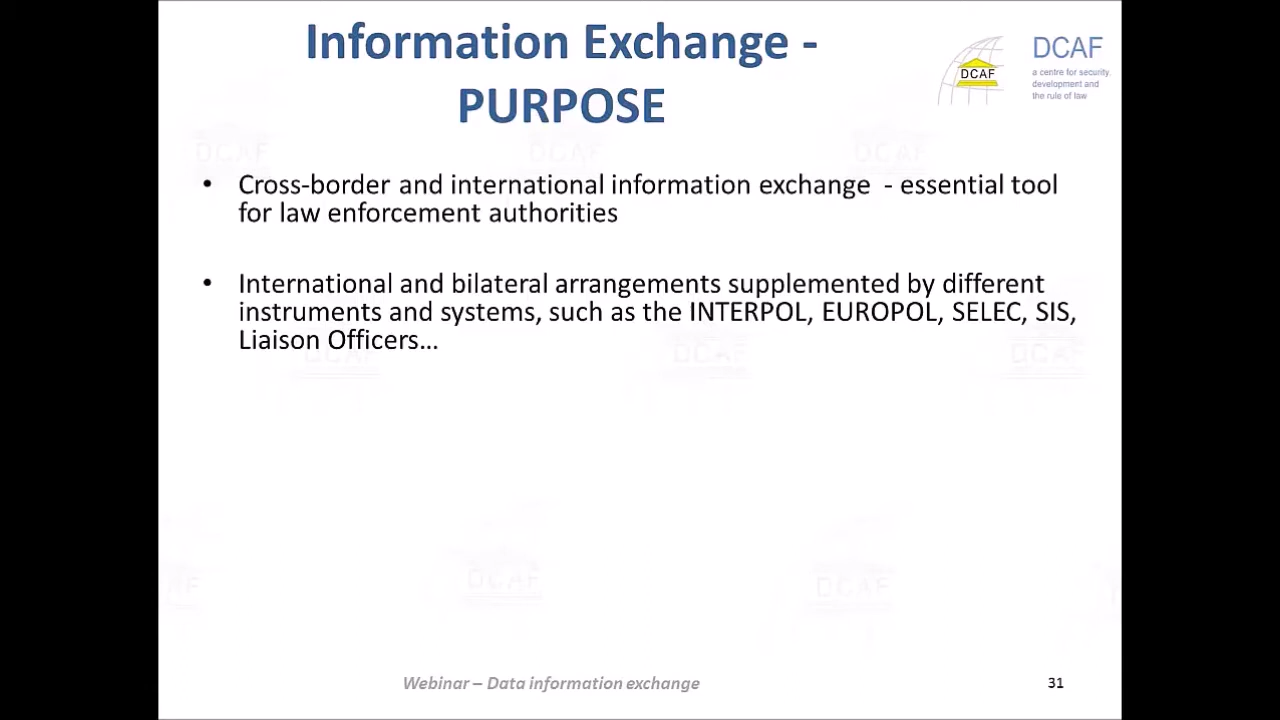 Information Exchange -
PURPOSE
DCAF
DCAF
a centre for security
development and
the rule of law
• Cross-border and international information exchange  - essential tool
for law enforcement authorities
• International and bilateral arrangements supplemented by different
instruments and systems, such as the INTERPOL, EUROPOL, SELEC, SIS,
Liaison Officers...
Webinar – Data information exchange
31